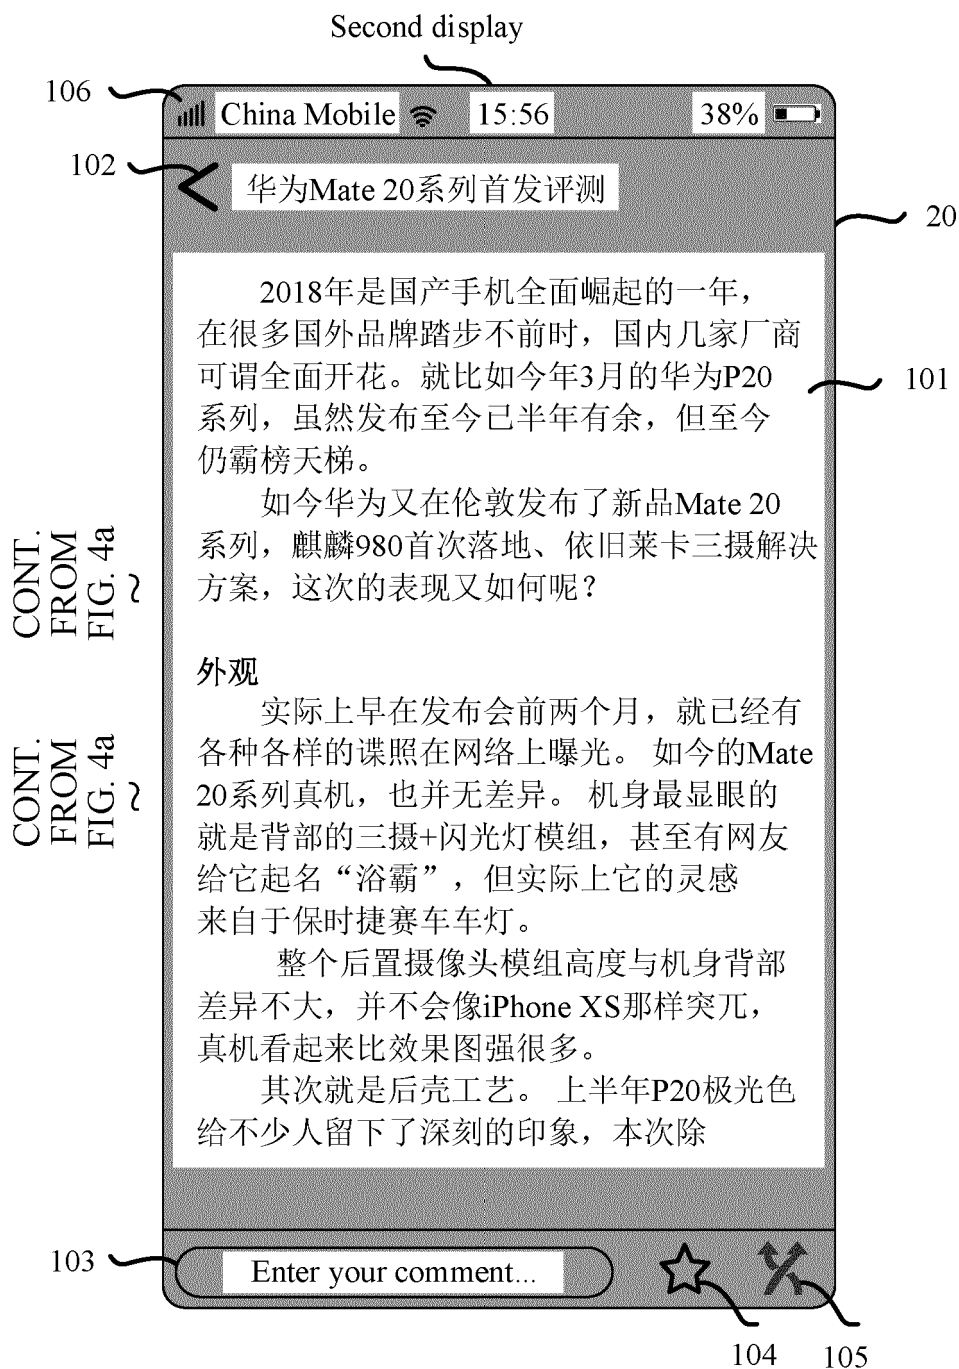 Second display
106
China Mobile
15:56
38%
102
华为Mate 20系列首发评测
20
2018年是国产手机全面崛起的一年，
在很多国外品牌踏步不前时，国内几家厂商
可谓全面开花。就比如今年3月的华为P20
101
系列，虽然发布至今已半年有余，但至今
仍霸榜天梯。
如今华为又在伦敦发布了新品Mate 20
系列，麒麟980首次落地、依旧莱卡三摄解决
方案，这次的表现又如何呢？
CONT.
FROM
FIG. 4a
外观
实际上早在发布会前两个月，就已经有
各种各样的谍照在网络上曝光。 如今的Mate
20系列真机，也并无差异。 机身最显眼的
就是背部的三摄+闪光灯模组，甚至有网友
给它起名“浴霸”，但实际上它的灵感
来自于保时捷赛车车灯。
CONT.
FROM
FIG. 4a
整个后置摄像头模组高度与机身背部
差异不大，并不会像iPhone XS那样突兀，
真机看起来比效果图强很多。
其次就是后壳工艺。 上半年P20极光色
给不少人留下了深刻的印象，本次除
103
Enter your comment...
104
105